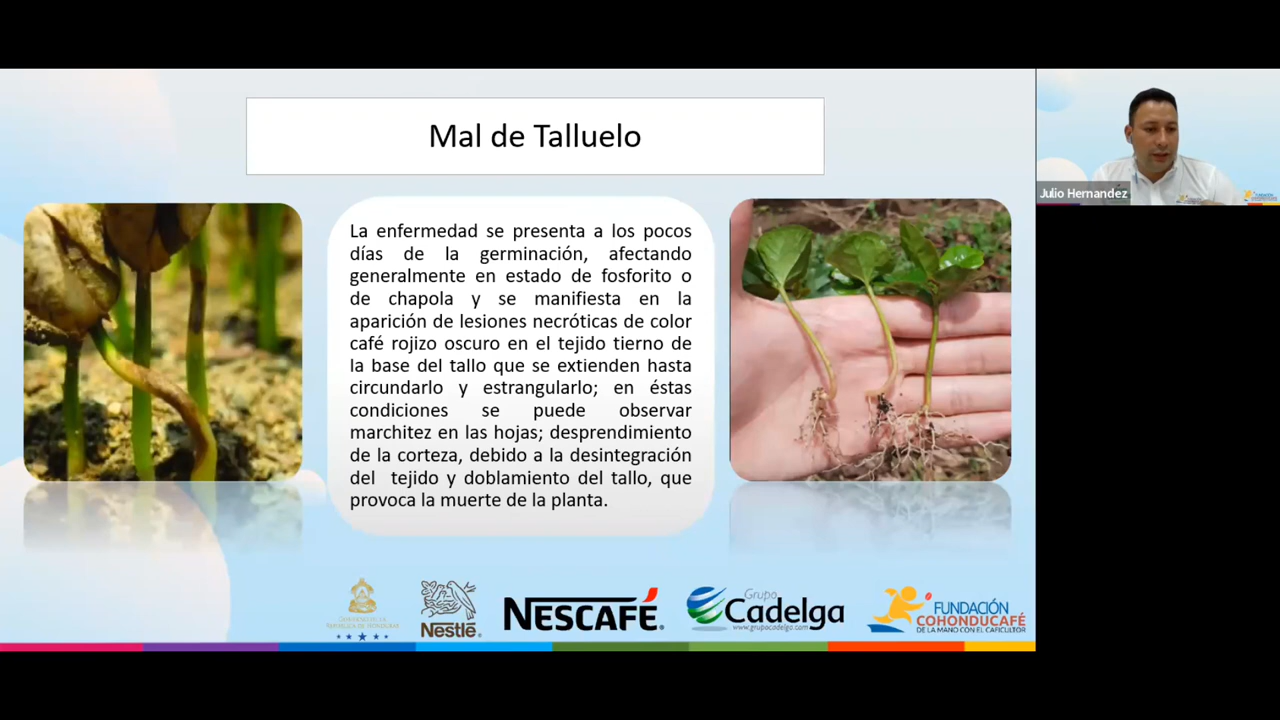 Mal de Talluelo
La enfermedad se presenta a los pocos
días de la germinación, afectando
generalmente en estado de fosforito o
de chapola y se manifiesta en la
aparición de lesiones necróticas de color
café rojizo oscuro en el tejido tierno de
la base del tallo que se extienden hasta
circundarlo y estrangularlo; en éstas
condiciones se puede observar
marchitez en las hojas; desprendimiento
de la corteza, debido a la desintegración
del tejido y doblamiento del tallo, que
provoca la muerte de la planta.
Julio Hernandez
Nestlé®
NESCAFÉ®
Grupo
Cadelga
www.grupocadelga.com
FUNDACIÓN
COHONDUCAFÉ
DE LA MANO CON EL CAFICULTOR